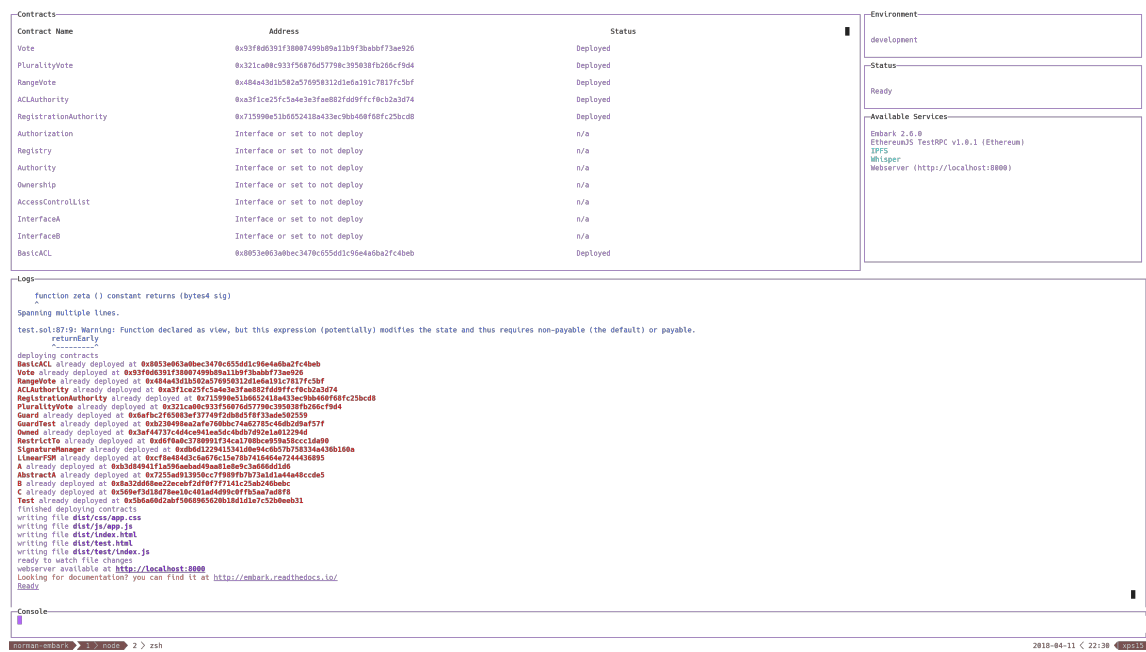 Contracts
Contract Name Address Status
Vote 0x93f0d6391f38007499b89a11b9f3babbf73ae926 Deployed
PluralityVote 0x321ca00c933f56076d57790c395038fb266cf9d4 Deployed
RangeVote 0x484a43d1b502a576950312d1e6a191c7817fc5bf Deployed
ACLAuthority 0xa3f1ce25fc5a4e3e3fae882fdd9ffcf0cb2a3d74 Deployed
RegistrationAuthority 0x715990e51b6652418a433ec9bb460f68fc25bcd8 Deployed
Authorization Interface or set to not deploy n/a
Registry Interface or set to not deploy n/a
Authority Interface or set to not deploy n/a
Ownership Interface or set to not deploy n/a
AccessControlList Interface or set to not deploy n/a
InterfaceA Interface or set to not deploy n/a
InterfaceB Interface or set to not deploy n/a
BasicACL 0x8053e063a0bec3470c655dd1c96e4a6ba2fc4beb Deployed
Environment
development
Status
Ready
Available Services
Embark 2.6.0
EthereumJS TestRPC v1.0.1 (Ethereum)
IPFS
Whisper
Webserver (http://localhost:8000)
Logs
function zeta () constant returns (bytes4 sig)
^
Spanning multiple lines.
test.sol:87:9: Warning: Function declared as view, but this expression (potentially) modifies the state and thus requires non-payable (the default) or payable.
returnEarly
^---------^
deploying contracts
BasicACL already deployed at 0x8053e063a0bec3470c655dd1c96e4a6ba2fc4beb
Vote already deployed at 0x93f0d6391f38007499b89a11b9f3babbf73ae926
RangeVote already deployed at 0x484a43d1b502a576950312d1e6a191c7817fc5bf
ACLAuthority already deployed at 0xa3f1ce25fc5a4e3e3fae882fdd9ffcf0cb2a3d74
RegistrationAuthority already deployed at 0x715990e51b6652418a433ec9bb460f68fc25bcd8
PluralityVote already deployed at 0x321ca00c933f56076d57790c395038fb266cf9d4
Guard already deployed at 0x6afbc2f65083ef37749f2db8d5f8f33ade502559
GuardTest already deployed at 0xb230498ea2afe760bbc74a62785c46db2d9af57f
Owned already deployed at 0x3af44737c4d4ce941ea5dc4bdb7d92e1a012294d
RestrictTo already deployed at 0xd6f0a0c3780991f34ca1708bce959a58ccc1da90
SignatureManager already deployed at 0xdb6d1229415341d0e94c6b57b758334a436b160a
LinearFSM already deployed at 0xcf8e484d3c6a676c15e78b7416464e7244436895
A already deployed at 0xb3d84941f1a596aebad49aa81e8e9c3a666dd1d6
AbstractA already deployed at 0x7255ad913950cc7f989fb7b73a1d1a44a48ccde5
B already deployed at 0x8a32dd68ee22ecebf2df0f7f7141c25ab246bebc
C already deployed at 0x569ef3d18d78ee10c401ad4d99c0ffb5aa7ad8f8
Test already deployed at 0x5b6a60d2abf5068965620b18d1d1e7c52b0eeb31
finished deploying contracts
writing file dist/css/app.css
writing file dist/js/app.js
writing file dist/index.html
writing file dist/test.html
writing file dist/test/index.js
ready to watch file changes
webserver available at http://localhost:8000
Looking for documentation? you can find it at http://embark.readthedocs.io/
Ready
Console
norman-embark 1 node 2 zsh 2018-04-11 22:30 xps15